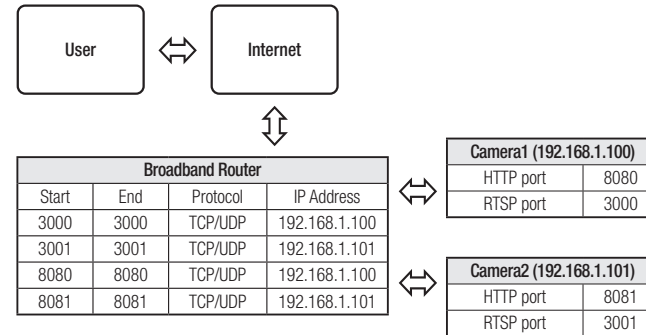 User
Internet
Broadband Router
Start End Protocol IP Address
3000 3000 TCP/UDP 192.168.1.100
3001 3001 TCP/UDP 192.168.1.101
8080 8080 TCP/UDP 192.168.1.100
8081 8081 TCP/UDP 192.168.1.101
Camera1 (192.168.1.100)
HTTP port 8080
RTSP port 3000
Camera2 (192.168.1.101)
HTTP port 8081
RTSP port 3001